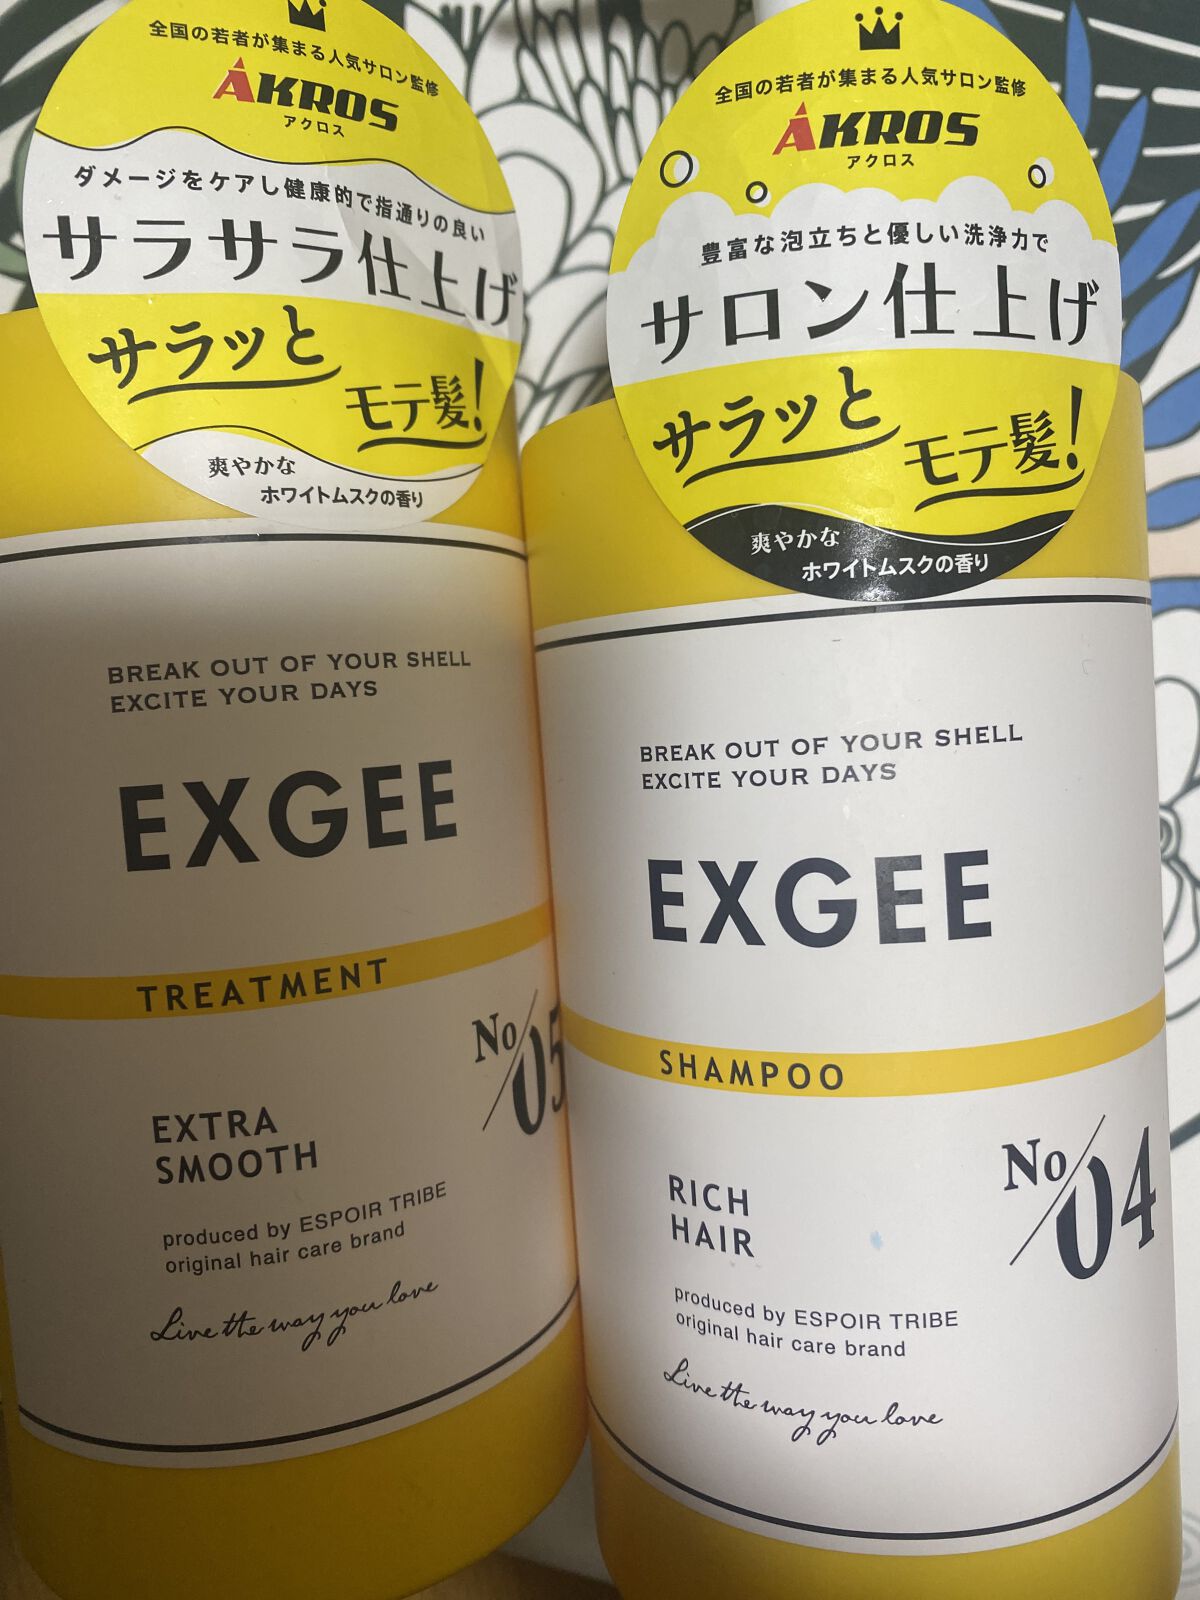 全国の若者が集まる人気サロン監修
AKROS
アクロス
ダメージをケアし健康的で指通りの良い
サラサラ仕上げ
サラッと
モテ髪!
爽やかな
ホワイトムスクの香り
BREAK OUT OF YOUR SHELL
EXCITE YOUR DAYS
EXGEE
TREATMENT
No/05
EXTRA
SMOOTH
produced by ESPOIR TRIBE
original hair care brand
Live the way you love
全国の若者が集まる人気サロン監修
AKROS
アクロス
豊富な泡立ちと優しい洗浄力で
サロン仕上げ
サラッと
モテ髪!
爽やかな
ホワイトムスクの香り
BREAK OUT OF YOUR SHELL
EXCITE YOUR DAYS
EXGEE
SHAMPOO
No/04
RICH
HAIR
produced by ESPOIR TRIBE
original hair care brand
Live the way you love